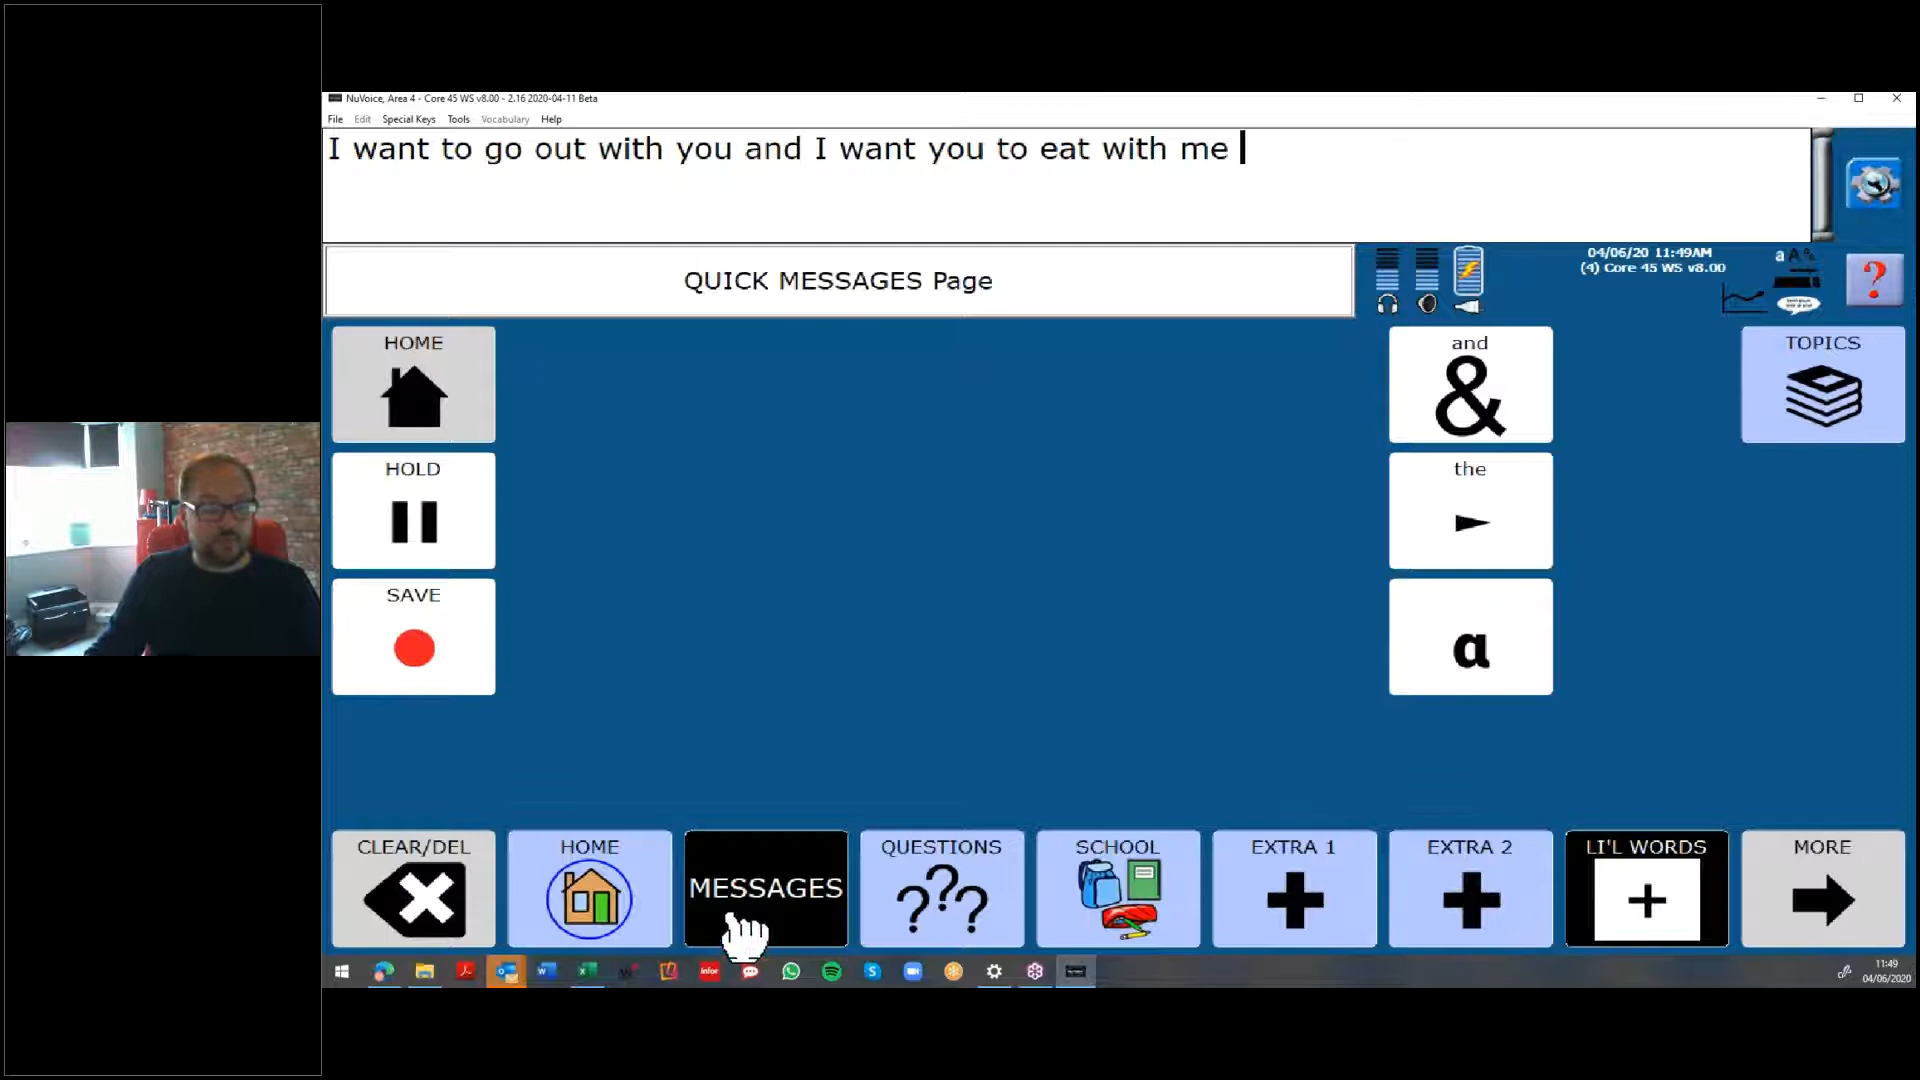 NuVoice, Area 4 - Core 45 WS v8.00 - 2.16 2020-04-11 Beta
File Edit Special Keys Tools Vocabulary Help
I want to go out with you and I want you to eat with me
QUICK MESSAGES Page
04/06/20 11:49AM
(4) Core 45 WS v8.00
HOME
and
&
TOPICS
HOLD
the
SAVE
a
CLEAR/DEL
HOME
MESSAGES
QUESTIONS
???
SCHOOL
EXTRA 1
EXTRA 2
LI'L WORDS
MORE
infor
11:49
04/06/2020